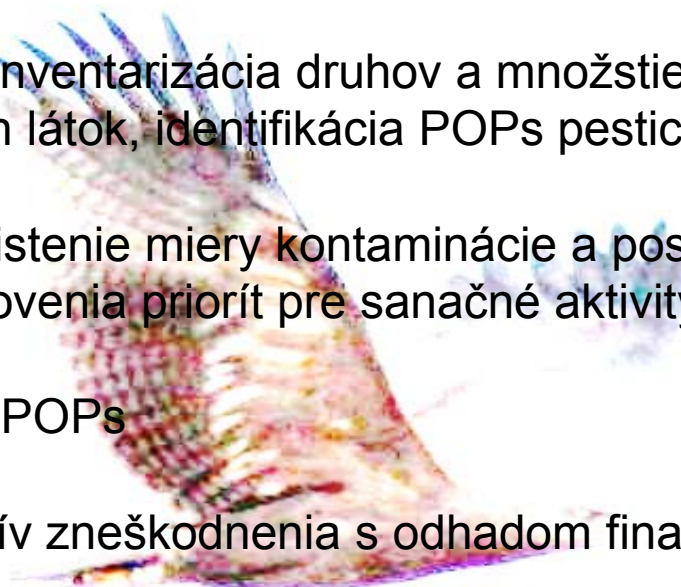 nventarizácia druhov a množstie
látok, identifikácia POPs pestic
istenie miery kontaminácie a pos
ovenia priorít pre sanačné aktivity
POPs
ív zneškodnenia s odhadom fina